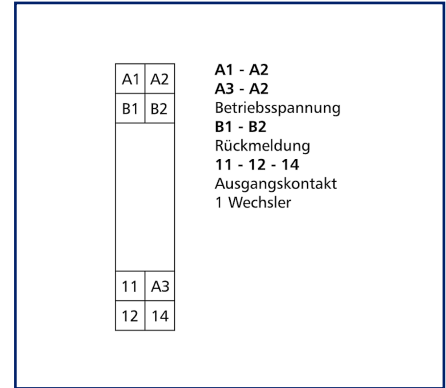 A1 A2
B1 B2
11 A3
12 14
A1 - A2
A3 - A2
Betriebsspannung
B1 - B2
Rückmeldung
11 - 12 - 14
Ausgangskontakt
1 Wechsler